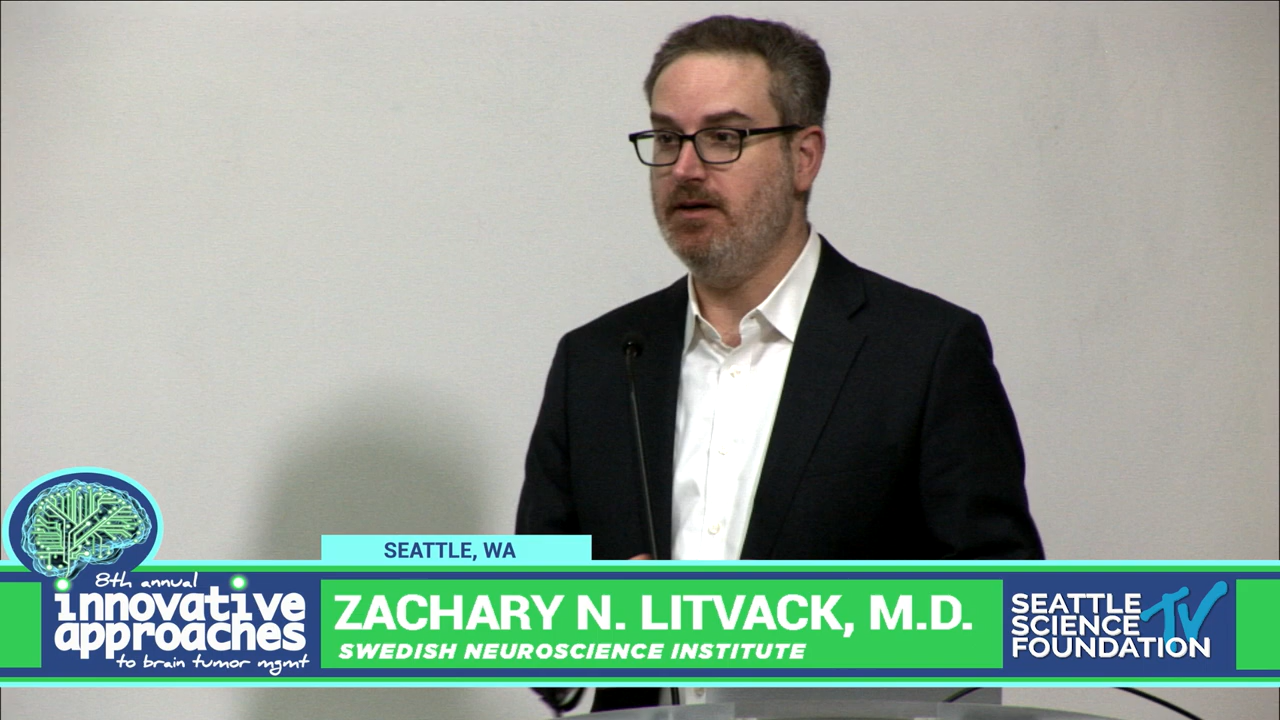 SEATTLE, WA
8th annual
innovative
approaches
to brain tumor mgmt
ZACHARY N. LITVACK, M.D.
SWEDISH NEUROSCIENCE INSTITUTE
SEATTLE
SCIENCE
FOUNDATION
TV